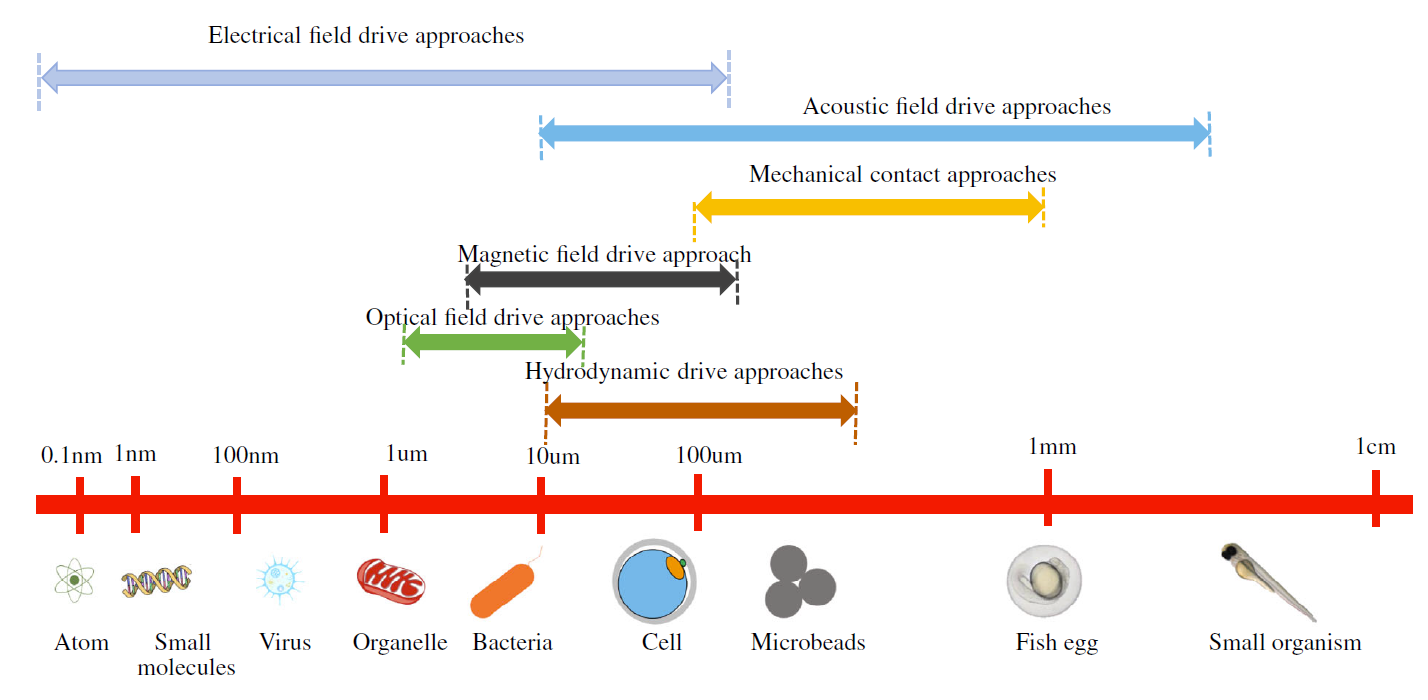 Electrical field drive approaches
Acoustic field drive approaches
Mechanical contact approaches
Magnetic field drive approach
Optical field drive approaches
Hydrodynamic drive approaches
0.1nm 1nm 100nm 1um 10um 100um 1mm 1cm
Atom Small Virus Organelle Bacteria Cell Microbeads Fish egg Small organism
molecules